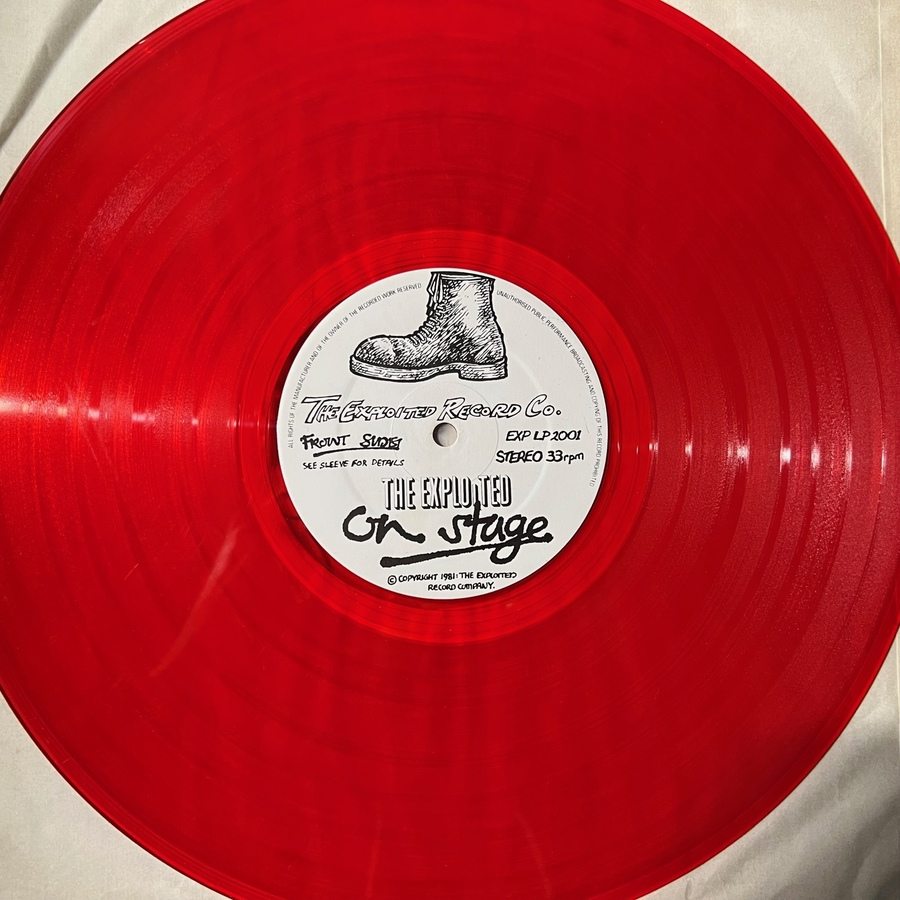 ALL RIGHTS OF THE MANUFACTURER AND OF THE OWNER OF THE RECORDED WORK RESERVED
UNAUTHORISED PUBLIC PERFORMANCE BROADCASTING AND COPYING OF THIS RECORD PROHIBITED
THE EXPLOITED RECORD CO.
FRONT SIDE
EXP LP 2001
SEE SLEEVE FOR DETAILS
STEREO 33rpm
THE EXPLOITED
On stage
© COPYRIGHT 1981: THE EXPLOITED
RECORD COMPANY.